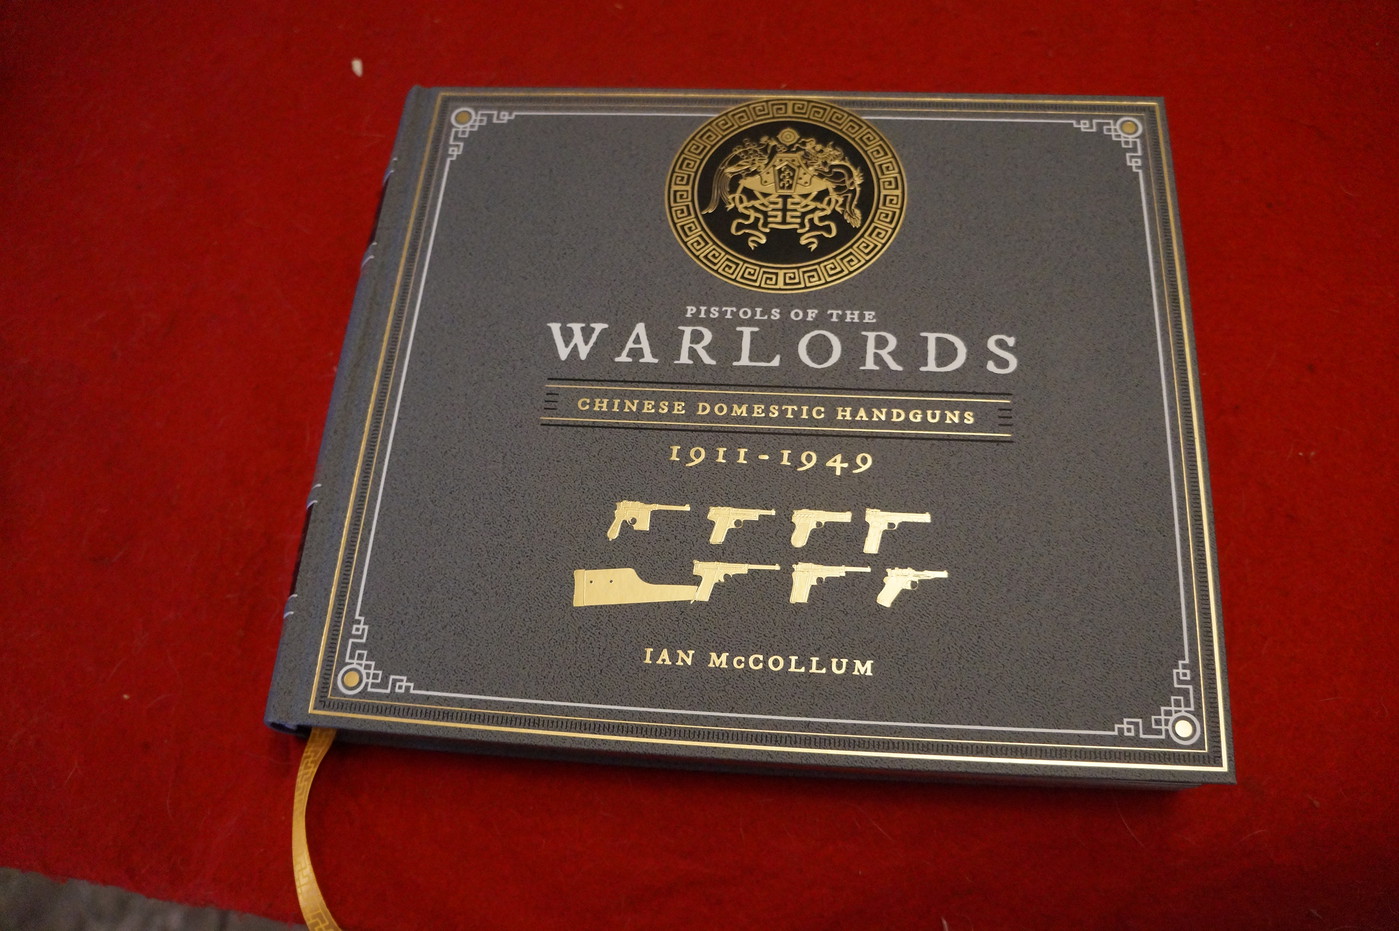 PISTOLS OF THE
WARLORDS
CHINESE DOMESTIC HANDGUNS
1911-1949
IAN McCOLLUM